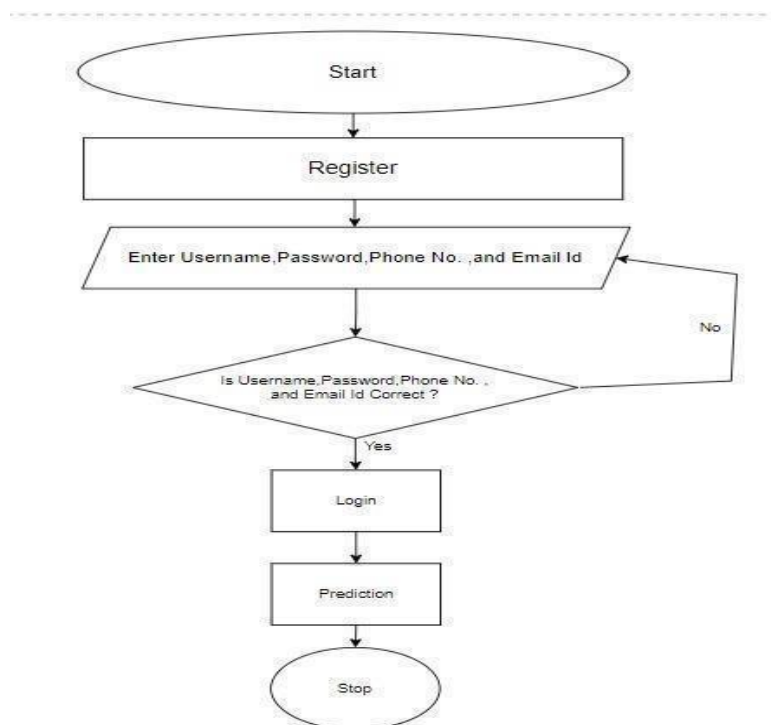 Start
Register
Enter Username,Password,Phone No. ,and Email Id
No
Is Username,Password,Phone No. ,
and Email Id Correct ?
Yes
Login
Prediction
Stop